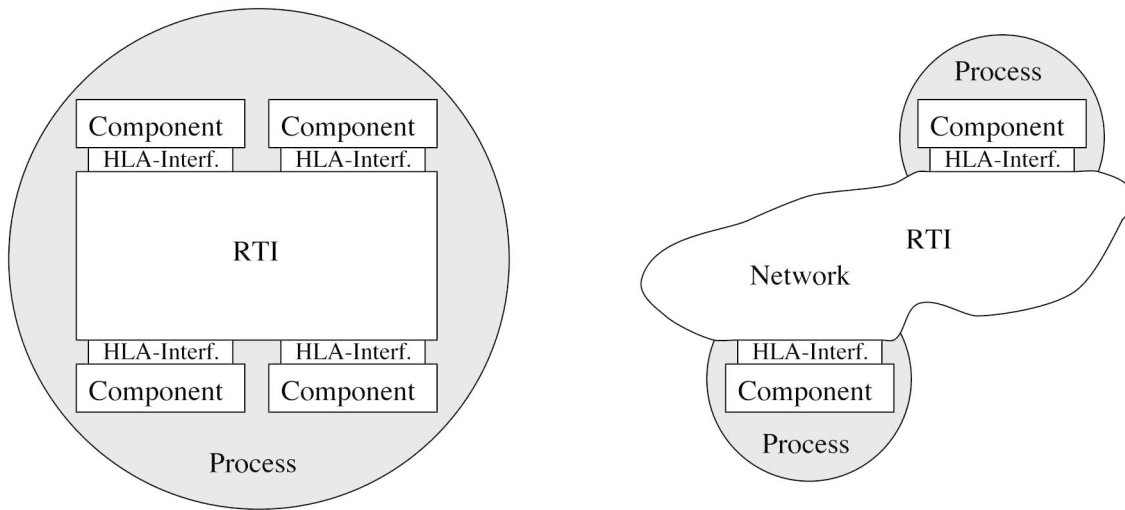 Component Component
HLA-Interf. HLA-Interf.
RTI
HLA-Interf. HLA-Interf.
Component Component
Process
Process
Component
HLA-Interf.
RTI
Network
HLA-Interf.
Component
Process